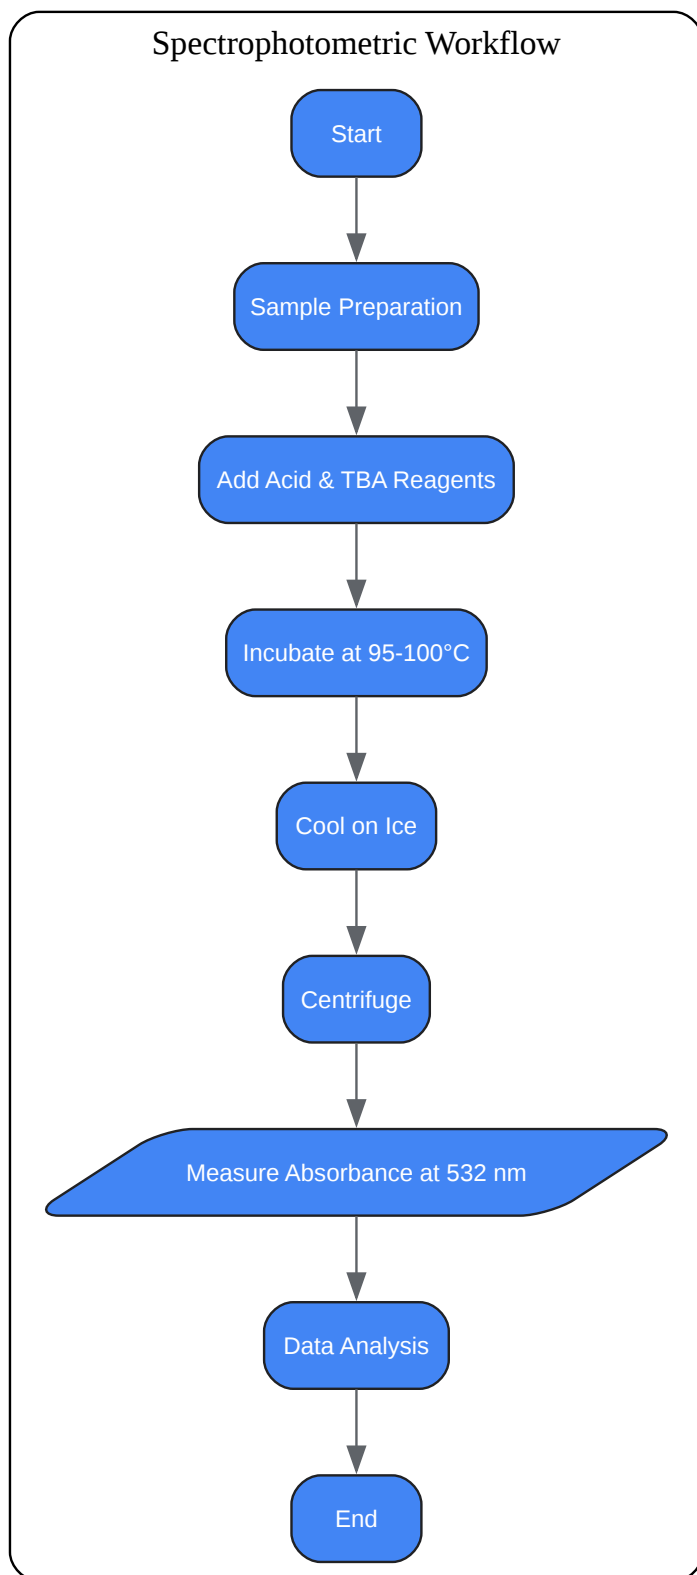 Spectrophotometric Workflow
Start
Sample Preparation
Add Acid & TBA Reagents
Incubate at 95-100°C
Cool on Ice
Centrifuge
Measure Absorbance at 532 nm
Data Analysis
End